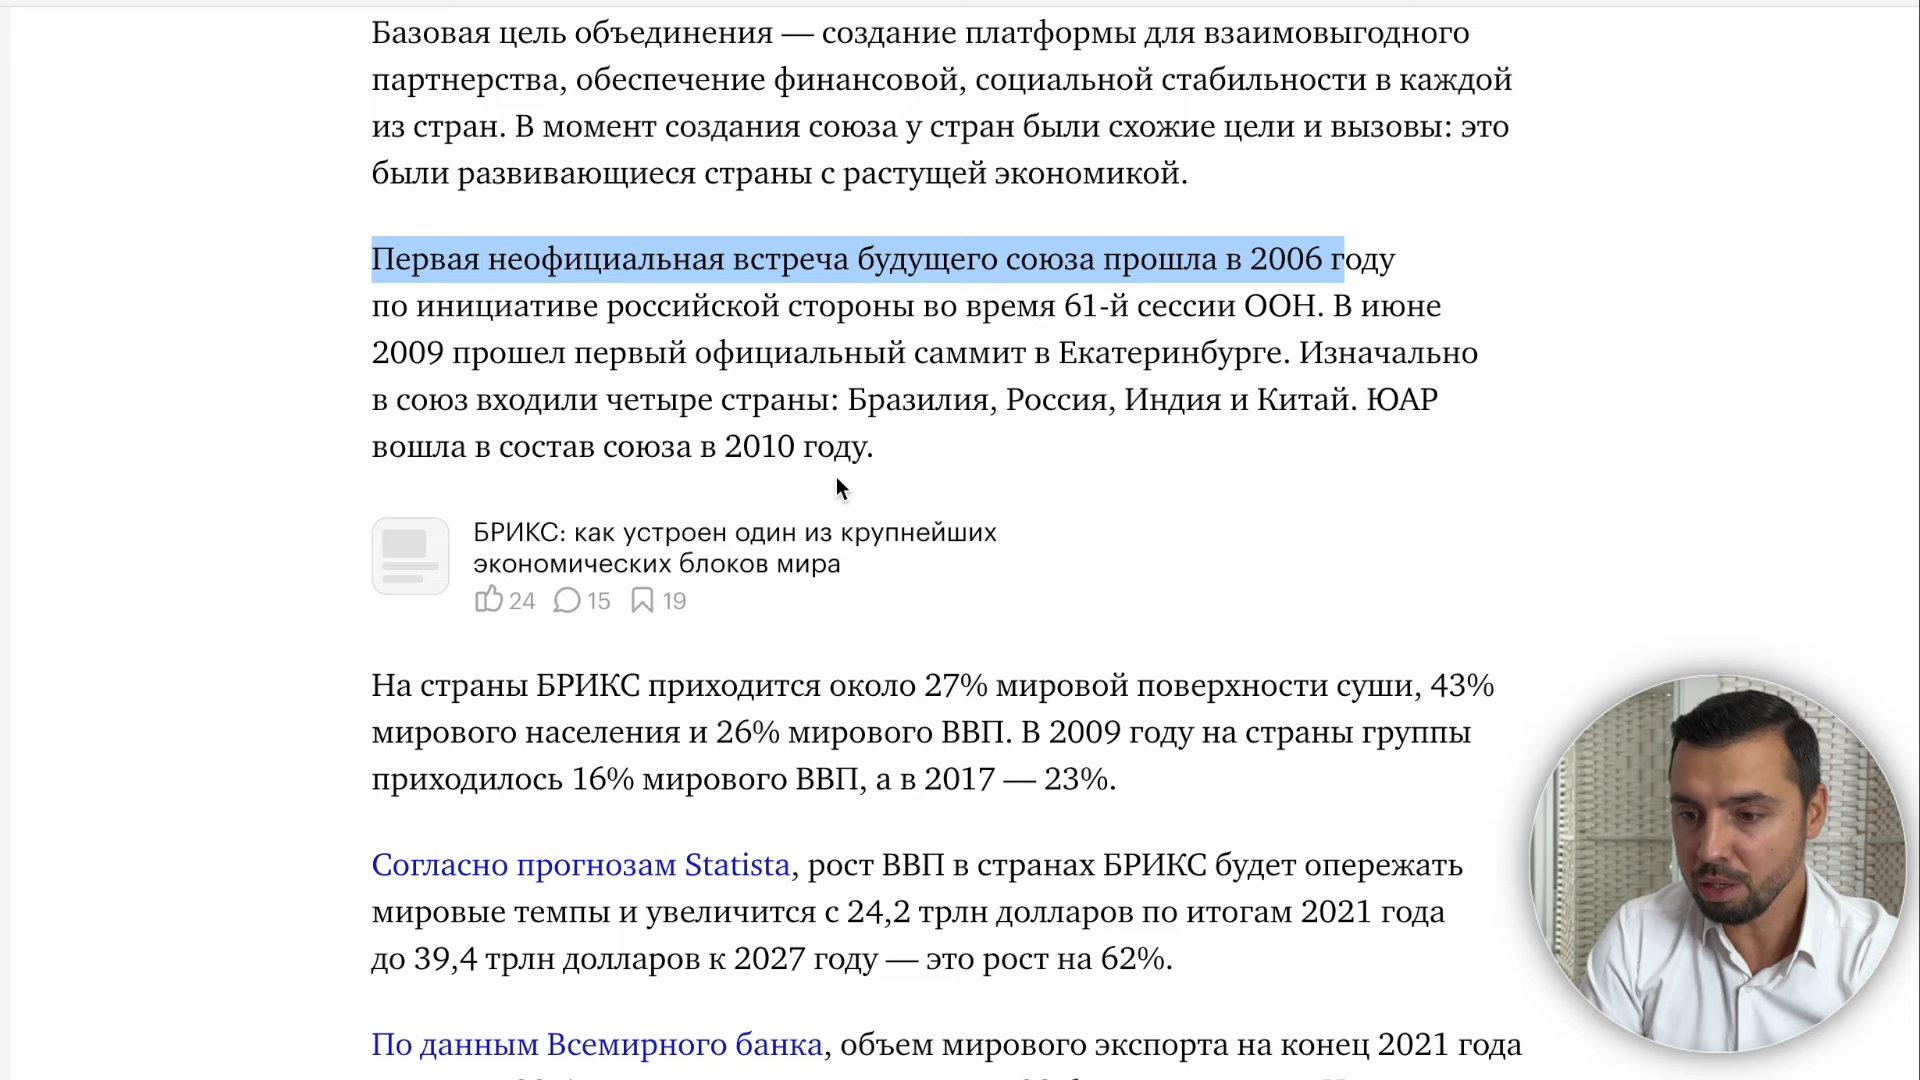 Базовая цель объединения — создание платформы для взаимовыгодного
партнерства, обеспечение финансовой, социальной стабильности в каждой
из стран. В момент создания союза у стран были схожие цели и вызовы: это
были развивающиеся страны с растущей экономикой.
Первая неофициальная встреча будущего союза прошла в 2006 году
по инициативе российской стороны во время 61-й сессии ООН. В июне
2009 прошел первый официальный саммит в Екатеринбурге. Изначально
в союз входили четыре страны: Бразилия, Россия, Индия и Китай. ЮАР
вошла в состав союза в 2010 году.
БРИКС: как устроен один из крупнейших
экономических блоков мира
24 15 19
На страны БРИКС приходится около 27% мировой поверхности суши, 43%
мирового населения и 26% мирового ВВП. В 2009 году на страны группы
приходилось 16% мирового ВВП, а в 2017 — 23%.
Согласно прогнозам Statista, рост ВВП в странах БРИКС будет опережать
мировые темпы и увеличится с 24,2 трлн долларов по итогам 2021 года
до 39,4 трлн долларов к 2027 году — это рост на 62%.
По данным Всемирного банка, объем мирового экспорта на конец 2021 года